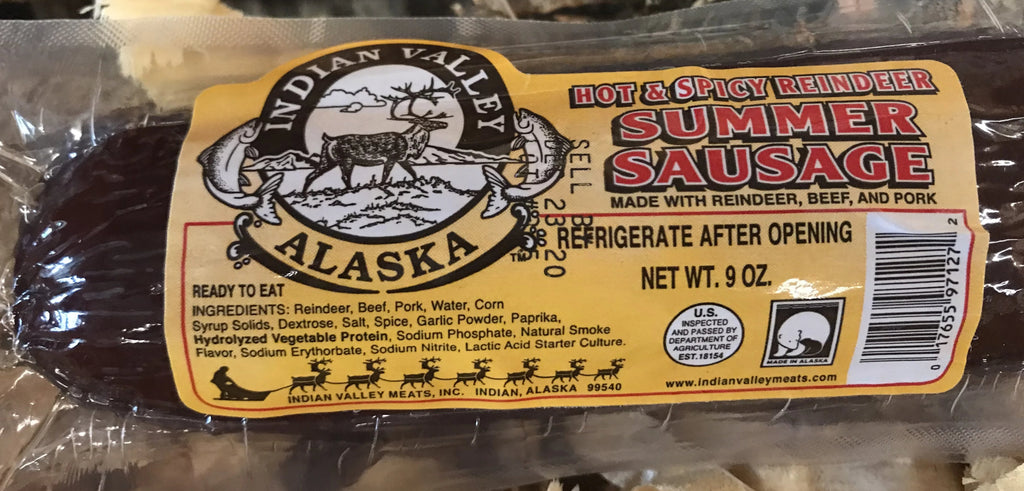 INDIAN VALLEY
ALASKA
TM
HOT & SPICY REINDEER
SUMMER
SAUSAGE
MADE WITH REINDEER, BEEF, AND PORK
SELL BY
REFRIGERATE AFTER OPENING
NET WT. 9 OZ.
READY TO EAT
INGREDIENTS: Reindeer, Beef, Pork, Water, Corn
Syrup Solids, Dextrose, Salt, Spice, Garlic Powder, Paprika,
Hydrolyzed Vegetable Protein, Sodium Phosphate, Natural Smoke
Flavor, Sodium Erythorbate, Sodium Nitrite, Lactic Acid Starter Culture.
INDIAN VALLEY MEATS, INC. INDIAN, ALASKA 99540
U.S.
INSPECTED
AND PASSED BY
DEPARTMENT OF
AGRICULTURE
EST.18154
MADE IN ALASKA
www.indianvalleymeats.com
0 17655 97127 2